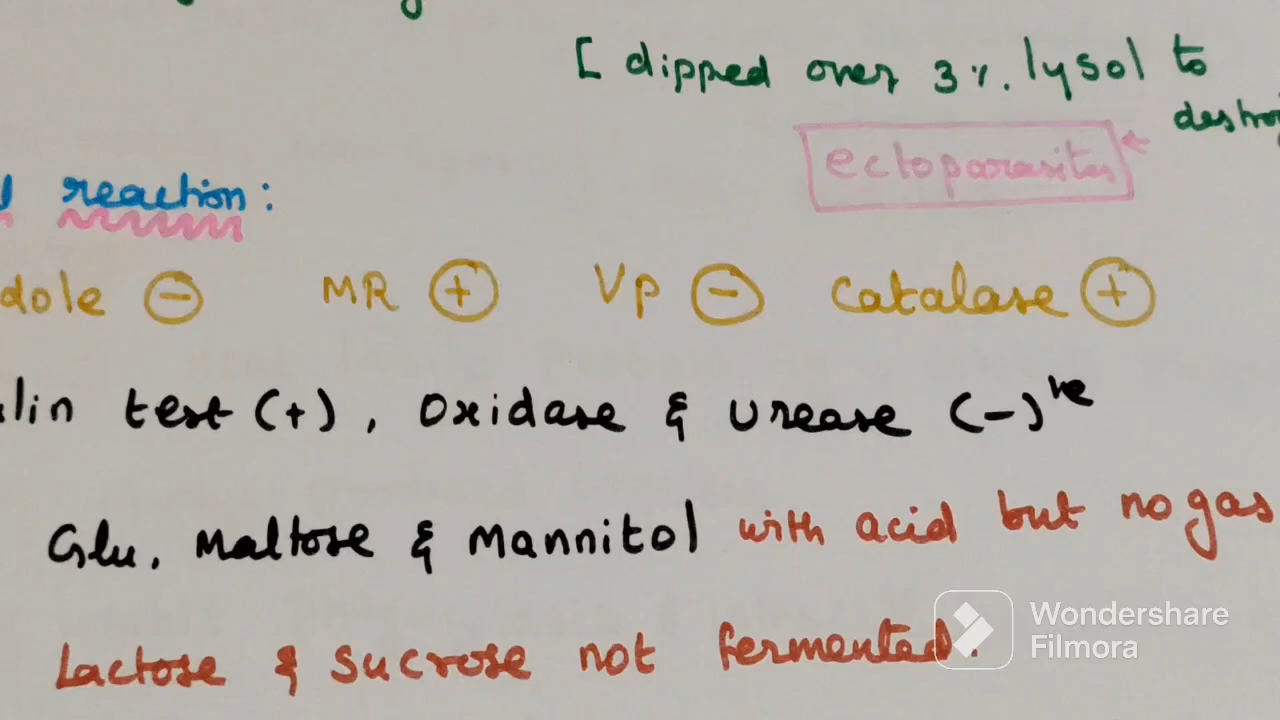 [ dipped over 3 %. lysol to
destroy
ectoparasites
reaction:
dole - MR + VP - catalase +
lin test (+), Oxidase & Urease (-)ve
Glu, Maltose & Mannitol with acid but no gas
Lactose & Sucrose not fermented.
Wondershare
Filmora